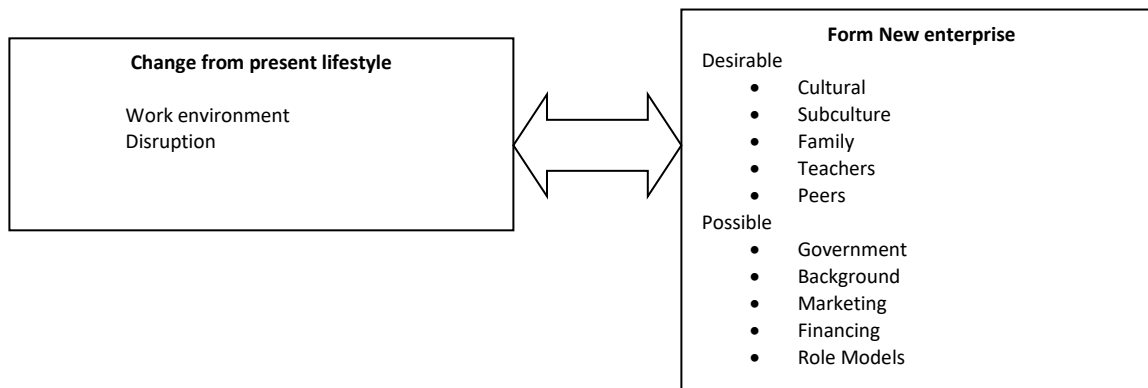 Change from present lifestyle
Work environment
Disruption
Form New enterprise
Desirable
• Cultural
• Subculture
• Family
• Teachers
• Peers
Possible
• Government
• Background
• Marketing
• Financing
• Role Models